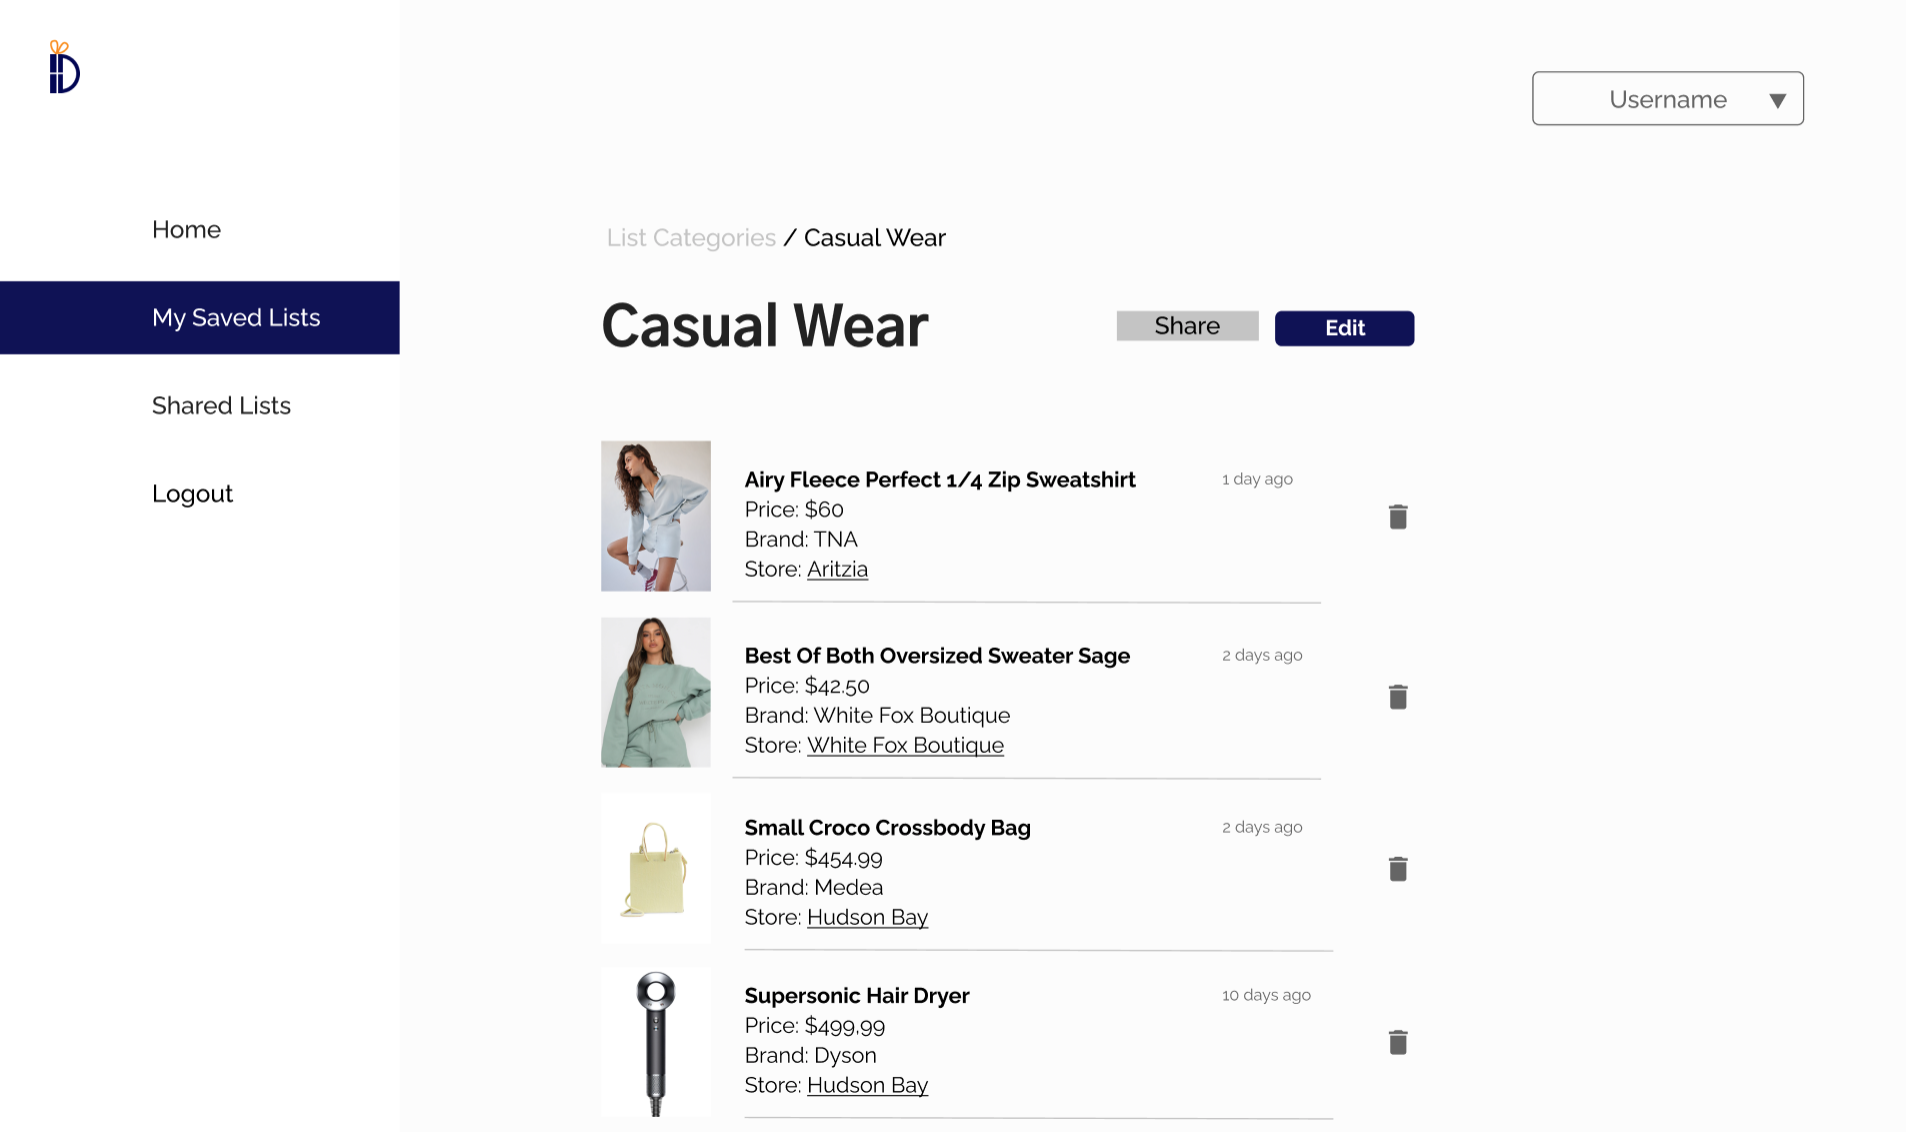 Username
Home
My Saved Lists
Shared Lists
Logout
List Categories / Casual Wear
Casual Wear
Share
Edit
Airy Fleece Perfect 1/4 Zip Sweatshirt
1 day ago
Price: $60
Brand: TNA
Store: Aritzia
Best Of Both Oversized Sweater Sage
2 days ago
Price: $42.50
Brand: White Fox Boutique
Store: White Fox Boutique
Small Croco Crossbody Bag
2 days ago
Price: $454.99
Brand: Medea
Store: Hudson Bay
Supersonic Hair Dryer
10 days ago
Price: $499,99
Brand: Dyson
Store: Hudson Bay